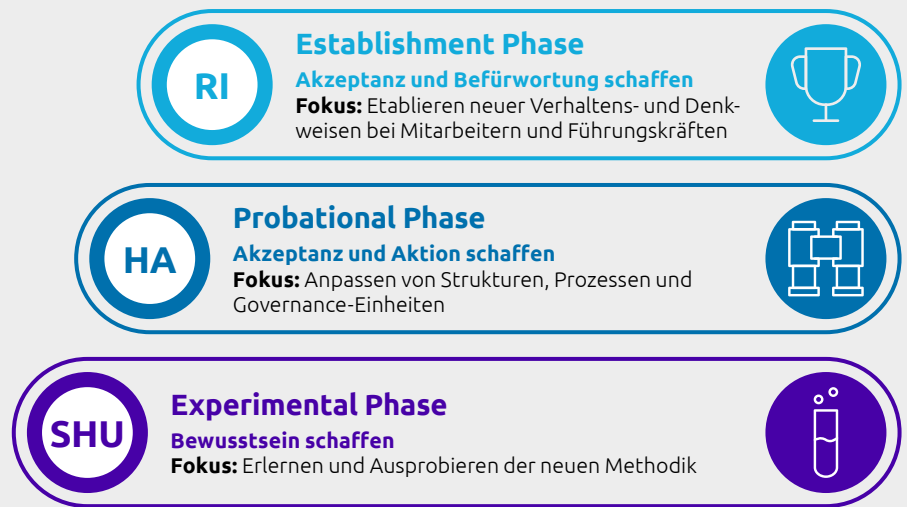 RI
Establishment Phase
Akzeptanz und Befürwortung schaffen
Fokus: Etablieren neuer Verhaltens- und Denk-
weisen bei Mitarbeitern und Führungskräften
HA
Probational Phase
Akzeptanz und Aktion schaffen
Fokus: Anpassen von Strukturen, Prozessen und
Governance-Einheiten
SHU
Experimental Phase
Bewusstsein schaffen
Fokus: Erlernen und Ausprobieren der neuen Methodik